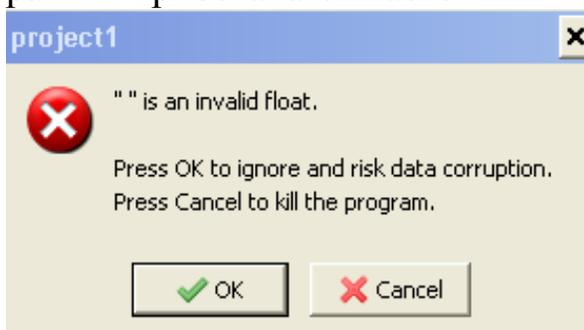 project1
" " is an invalid float.
Press OK to ignore and risk data corruption.
Press Cancel to kill the program.
OK
Cancel